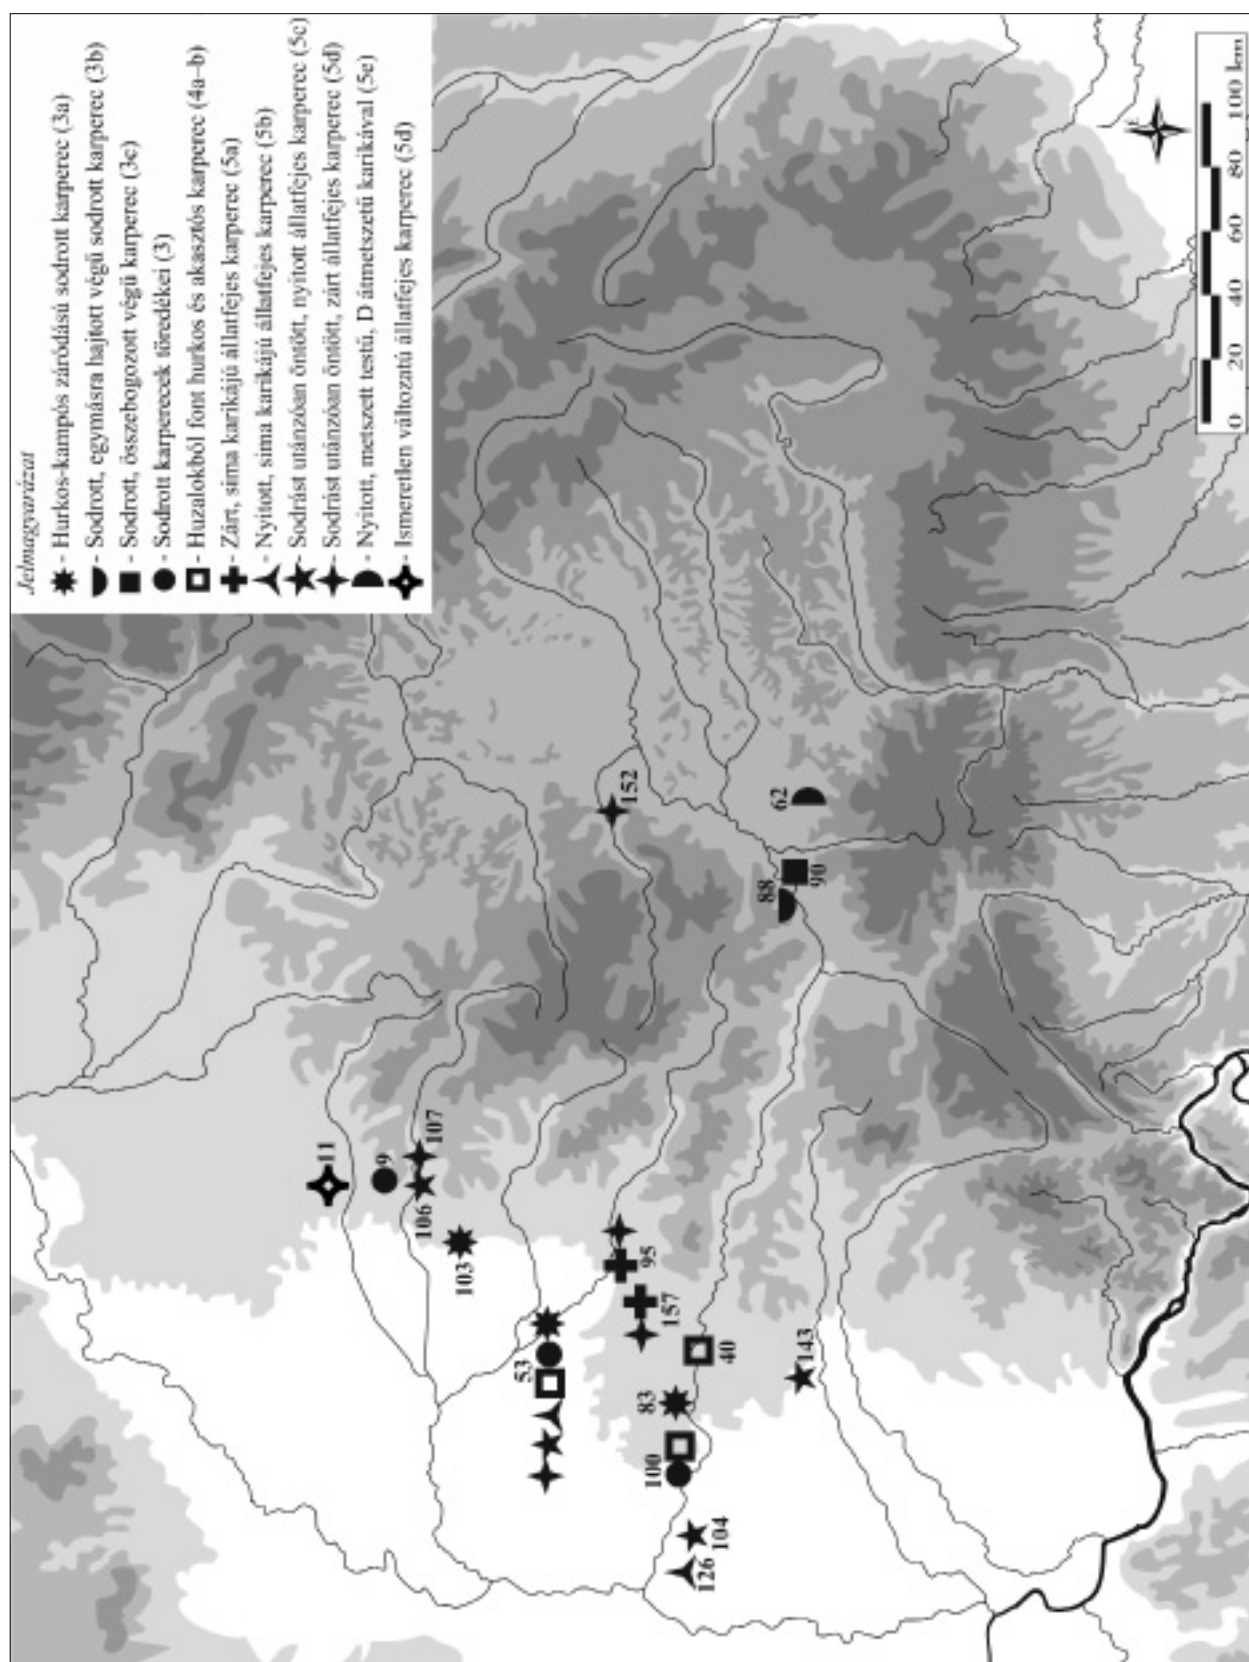 Jelmagyarázat
- Hurkos-kampós záródású sodrott karperec (3a)
- Sodrott, egymásra hajtott végű sodrott karperec (3b)
- Sodrott, összebogozott végű karperec (3c)
- Sodrott karperecek töredékei (3)
- Huzalokból font hurkos és akasztós karperec (4a–b)
- Zárt, sima karikájú állatfejes karperec (5a)
- Nyitott, sima karikájú állatfejes karperec (5b)
- Sodrást utánzóan öntött, nyitott állatfejes karperec (5c)
- Sodrást utánzóan öntött, zárt állatfejes karperec (5d)
- Nyitott, metszett testű, D átmetszetű karikával (5e)
- Ismeretlen változatú állatfejes karperec (5d)
11
9
106
107
103
53
95
157
40
83
100
104
126
143
152
62
88
90
0 20 40 60 80 100 km